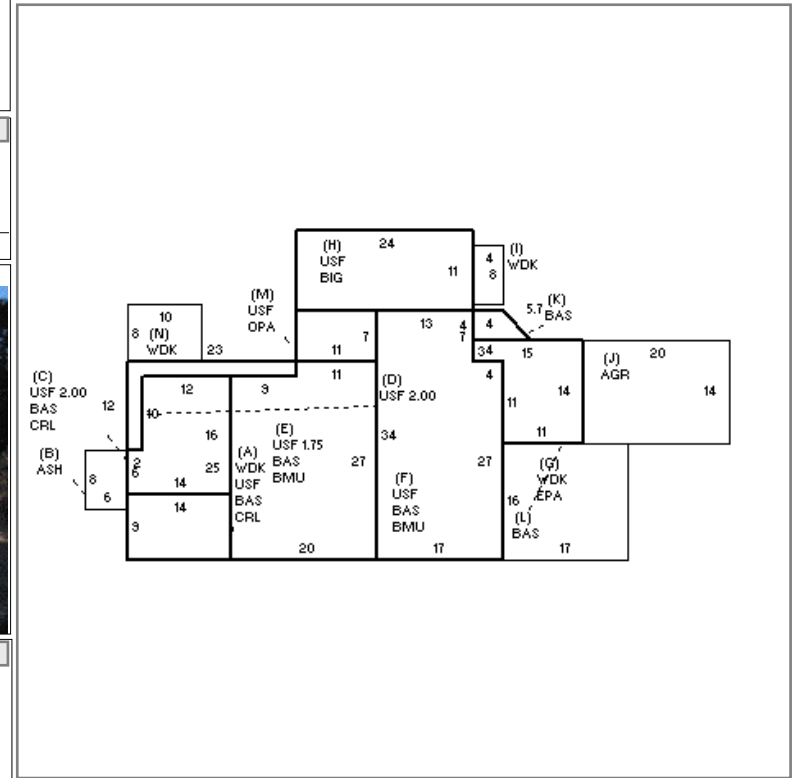 (H)
USF
BIG
24
11
4
8
(I)
WDK
(M)
USF
OPA
10
8
(N)
WDK
23
7
11
13
4
7
4
5.7
(K)
BAS
34
15
(J)
AGR
20
14
(C)
USF 2.00
BAS
CRL
12
12
9
11
(D)
USF 2.00
4
11
14
10
16
(E)
USF 1.75
BAS
BMU
34
11
(B)
ASH
8
6
2
6
25
(A)
WDK
USF
BAS
CRL
27
27
(F)
USF
BAS
BMU
(G)
WDK
EPA
16
(L)
BAS
14
14
9
20
17
17